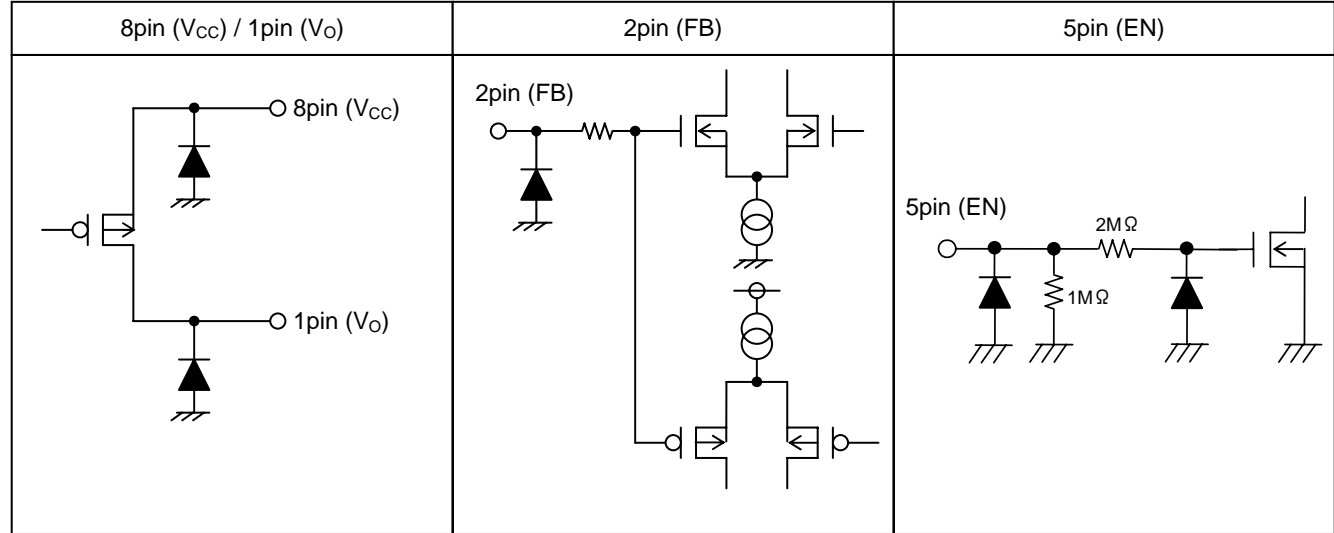 8pin (VCC) / 1pin (VO)
2pin (FB)
5pin (EN)
8pin (VCC)
1pin (VO)
2pin (FB)
5pin (EN)
2MΩ
1MΩ